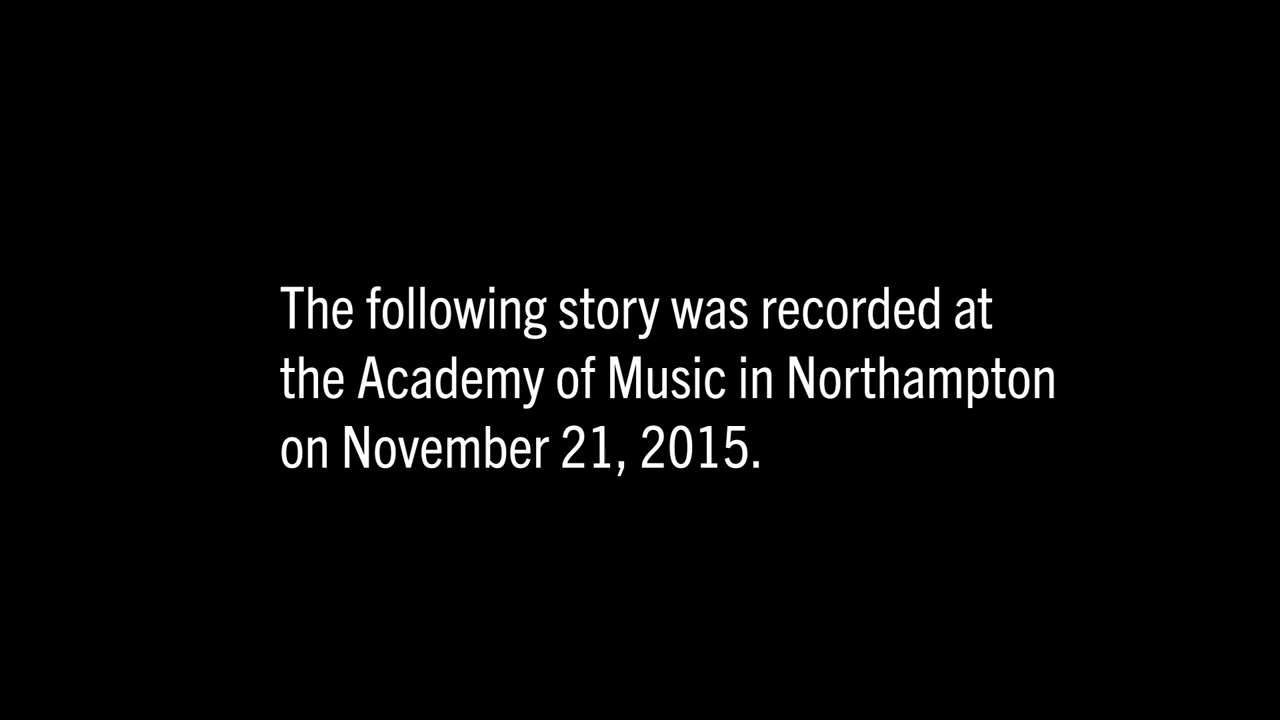 The following story was recorded at
the Academy of Music in Northampton
on November 21, 2015.